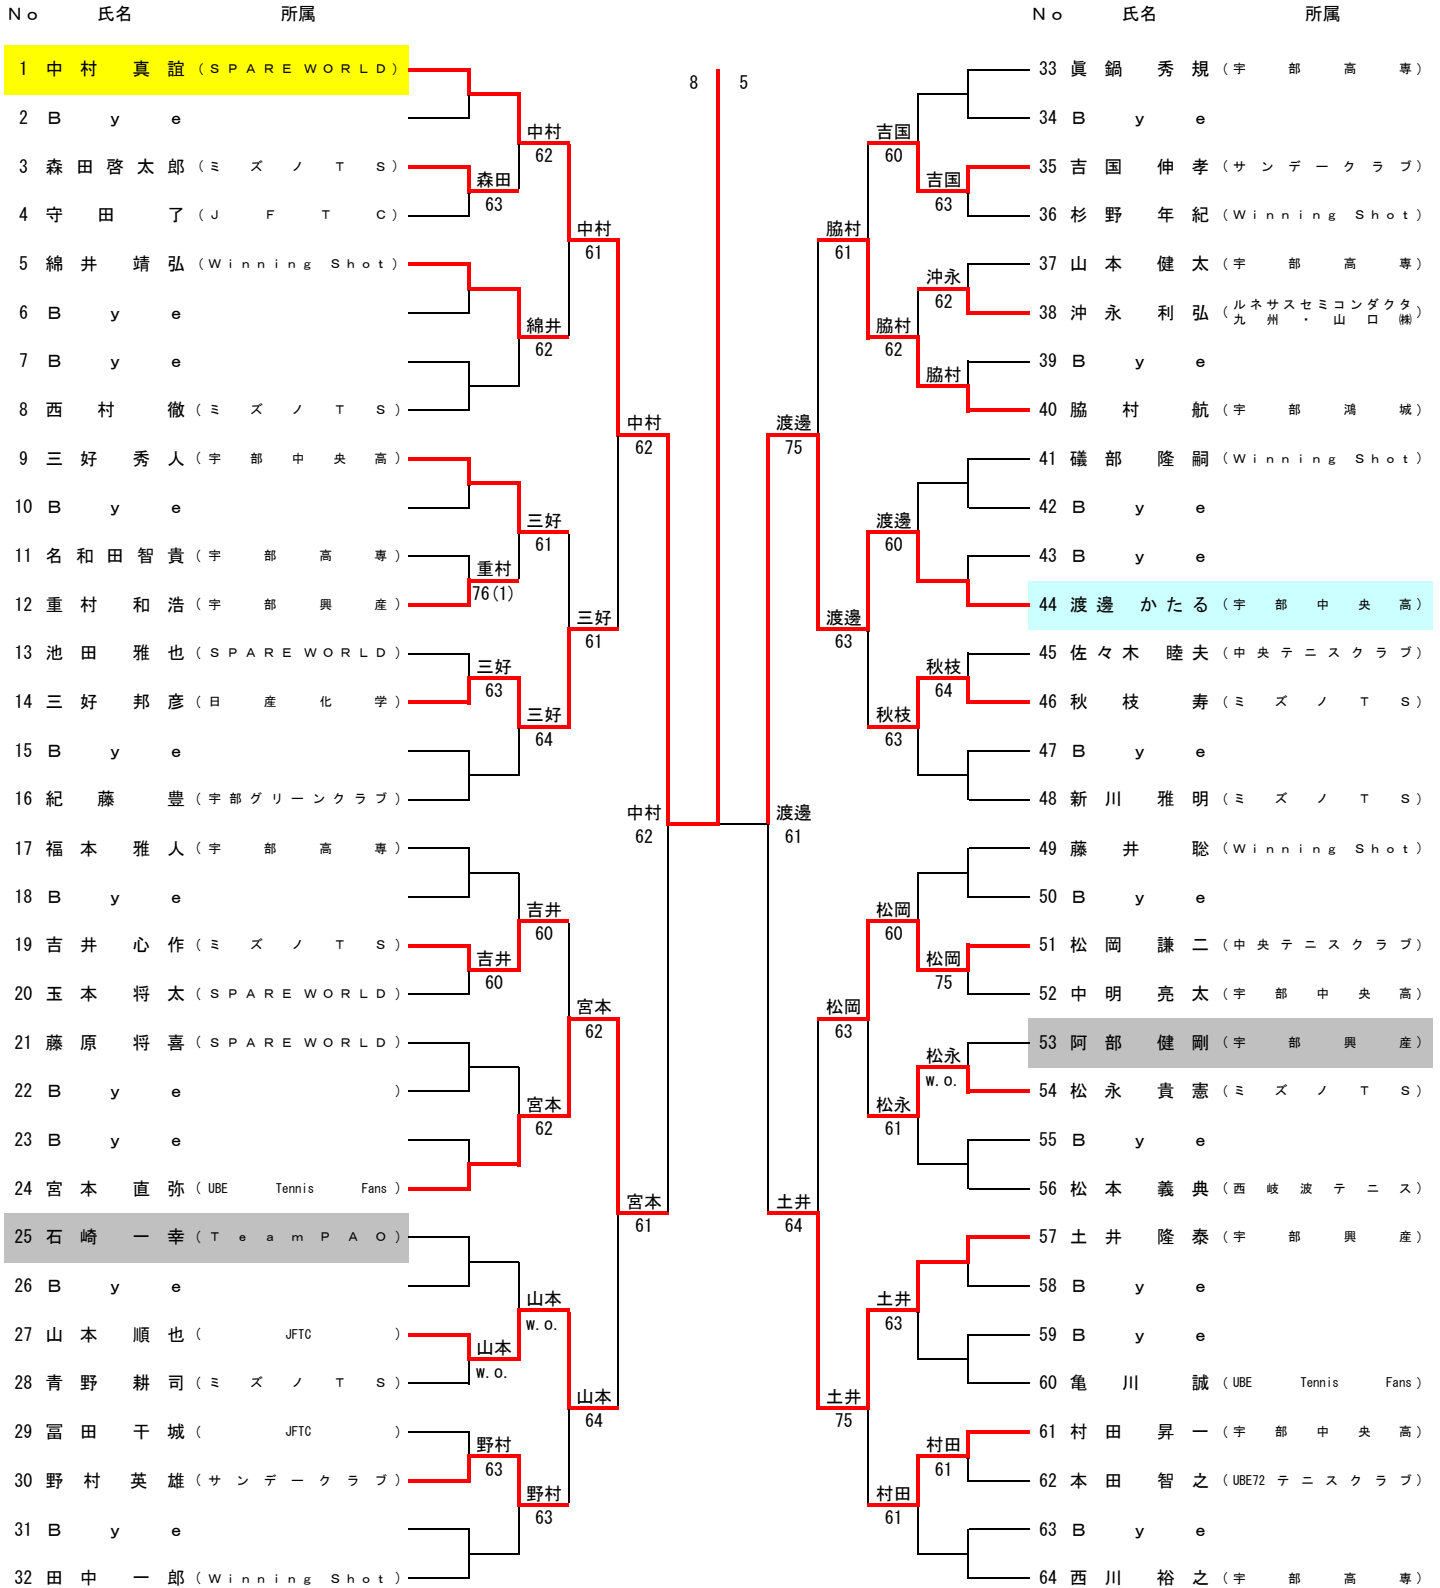 No 氏名 所属
1 中村 真誼 (SPARE WORLD)
2 Bye
3 森田啓太郎 (ミズノTS)
4 守田 了 (JFTC)
5 綿井 靖弘 (Winning Shot)
6 Bye
7 Bye
8 西村 徹 (ミズノTS)
9 三好 秀人 (宇部中央高)
10 Bye
11 名和田智貴 (宇部高専)
12 重村 和浩 (宇部興産)
13 池田 雅也 (SPARE WORLD)
14 三好 邦彦 (日産化学)
15 Bye
16 紀藤 豊 (宇部グリーンクラブ)
17 福本 雅人 (宇部高専)
18 Bye
19 吉井 心作 (ミズノTS)
20 玉本 将太 (SPARE WORLD)
21 藤原 将喜 (SPARE WORLD)
22 Bye )
23 Bye
24 宮本 直弥 (UBE Tennis Fans)
25 石崎 一幸 (Team PAO)
26 Bye
27 山本 順也 ( JFTC )
28 青野 耕司 (ミズノTS)
29 冨田 干城 ( JFTC )
30 野村 英雄 (サンデークラブ)
31 Bye
32 田中 一郎 (Winning Shot)
森田
63
重村
76(1)
三好
63
吉井
60
山本
W.O.
野村
63
中村
62
綿井
62
三好
61
三好
64
吉井
60
宮本
62
山本
W.O.
野村
63
中村
61
三好
61
宮本
62
山本
64
中村
62
宮本
61
中村
62
8 5
渡邊
61
渡邊
75
土井
64
脇村
61
渡邊
63
松岡
63
土井
75
吉国
60
脇村
62
渡邊
60
秋枝
63
松岡
60
松永
61
土井
63
村田
61
吉国
63
沖永
62
脇村
秋枝
64
松岡
75
松永
W.O.
村田
61
No 氏名 所属
33 眞鍋 秀規 (宇部高専)
34 Bye
35 吉国 伸孝 (サンデークラブ)
36 杉野 年紀 (Winning Shot)
37 山本 健太 (宇部高専)
38 沖永 利弘 (ルネサスセミコンダクタ九州・山口㈱)
39 Bye
40 脇村 航 (宇部鴻城)
41 礒部 隆嗣 (Winning Shot)
42 Bye
43 Bye
44 渡邊 かたる (宇部中央高)
45 佐々木 睦夫 (中央テニスクラブ)
46 秋枝 寿 (ミズノTS)
47 Bye
48 新川 雅明 (ミズノTS)
49 藤井 聡 (Winning Shot)
50 Bye
51 松岡 謙二 (中央テニスクラブ)
52 中明 亮太 (宇部中央高)
53 阿部 健剛 (宇部興産)
54 松永 貴憲 (ミズノTS)
55 Bye
56 松本 義典 (西岐波テニス)
57 土井 隆泰 (宇部興産)
58 Bye
59 Bye
60 亀川 誠 (UBE Tennis Fans)
61 村田 昇一 (宇部中央高)
62 本田 智之 (UBE72テニスクラブ)
63 Bye
64 西川 裕之 (宇部高専)